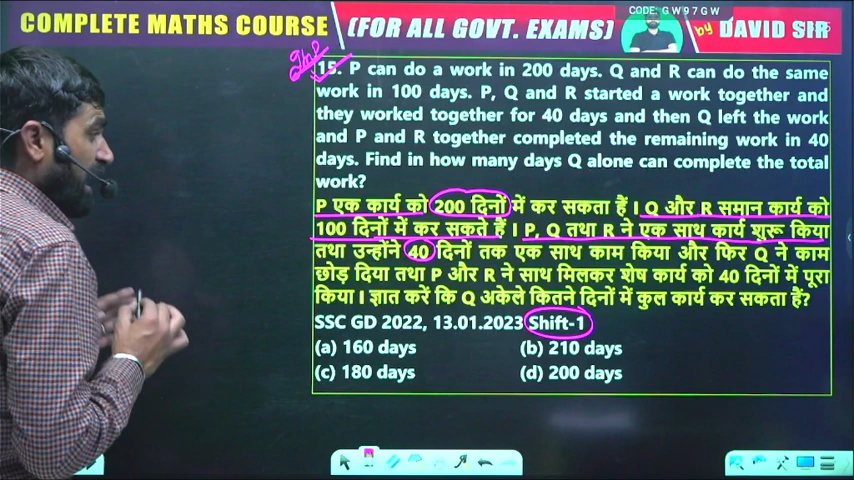 CODE: G W 9 7 G W
COMPLETE MATHS COURSE (FOR ALL GOVT. EXAMS) by DAVID SIR
Imp
15. P can do a work in 200 days. Q and R can do the same
work in 100 days. P, Q and R started a work together and
they worked together for 40 days and then Q left the work
and P and R together completed the remaining work in 40
days. Find in how many days Q alone can complete the total
work?
P एक कार्य को 200 दिनों में कर सकता हैं। Q और R समान कार्य को
100 दिनों में कर सकते हैं। P, Q तथा R ने एक साथ कार्य शुरू किया
तथा उन्होंने 40 दिनों तक एक साथ काम किया और फिर Q ने काम
छोड़ दिया तथा P और R ने साथ मिलकर शेष कार्य को 40 दिनों में पूरा
किया। ज्ञात करें कि Q अकेले कितने दिनों में कुल कार्य कर सकता हैं?
SSC GD 2022, 13.01.2023 Shift-1
(a) 160 days (b) 210 days
(c) 180 days (d) 200 days